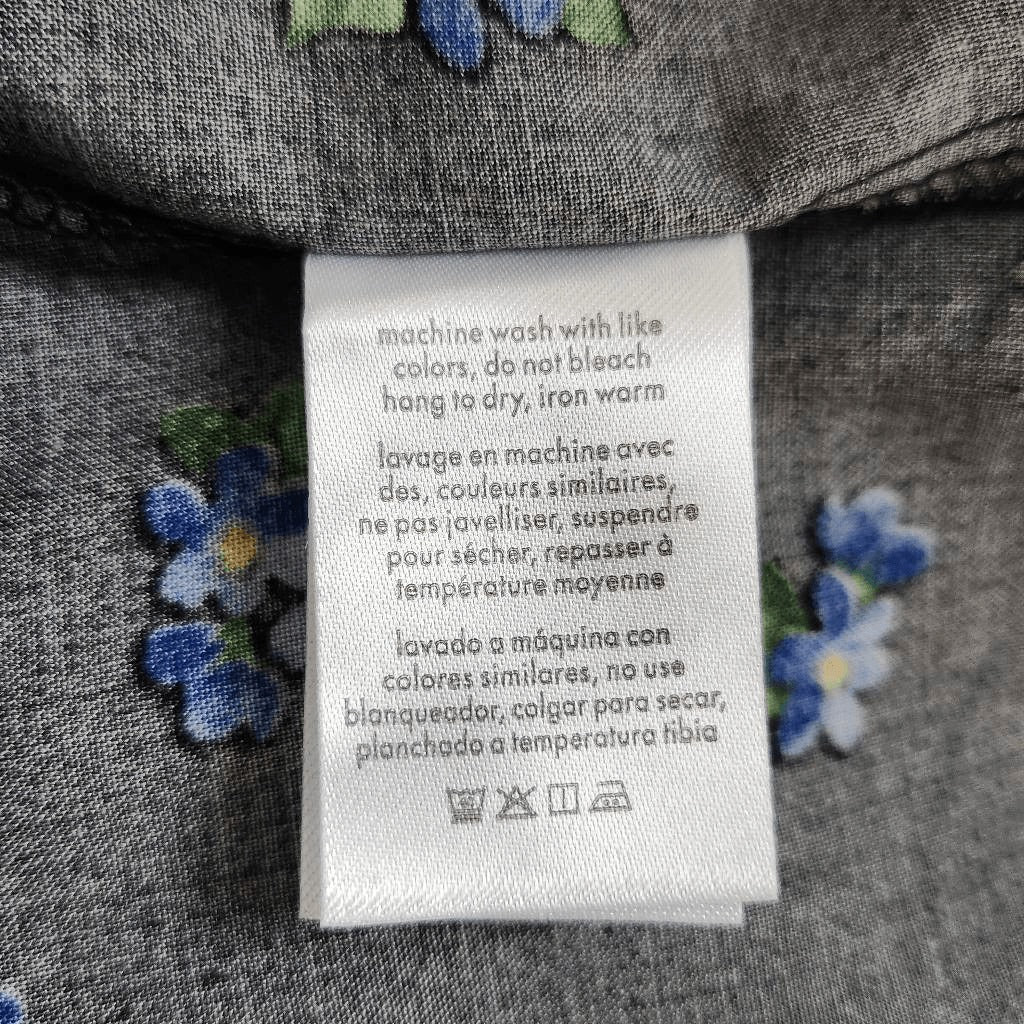 machine wash with like
colors, do not bleach
hang to dry, iron warm
lavage en machine avec
des, couleurs similaires,
ne pas javelliser, suspendre
pour sécher, repasser à
température moyenne
lavado a máquina con
colores similares, no use
blanqueador, colgar para secar,
planchado a temperatura tibia